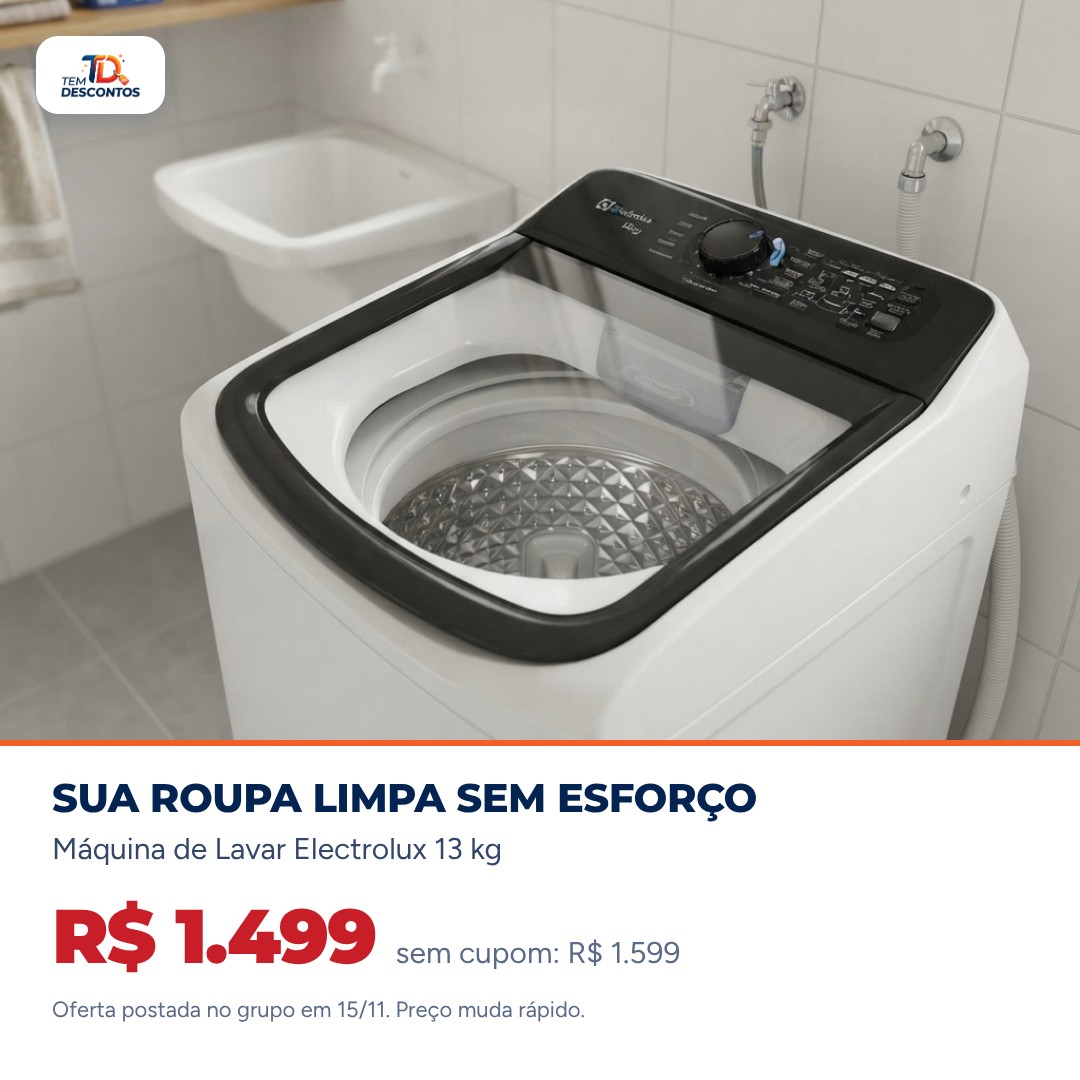 TEM
DESCONTOS
SUA ROUPA LIMPA SEM ESFORÇO
Máquina de Lavar Electrolux 13 kg
R$ 1.499 sem cupom: R$ 1.599
Oferta postada no grupo em 15/11. Preço muda rápido.